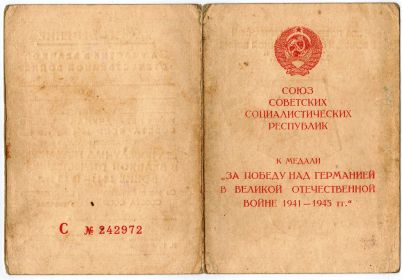 СОЮЗ
СОВЕТСКИХ
СОЦИАЛИСТИЧЕСКИХ
РЕСПУБЛИК
К МЕДАЛИ
„ЗА ПОБЕДУ НАД ГЕРМАНИЕЙ
В ВЕЛИКОЙ ОТЕЧЕСТВЕННОЙ
ВОЙНЕ 1941—1945 гг.“
С № 242972